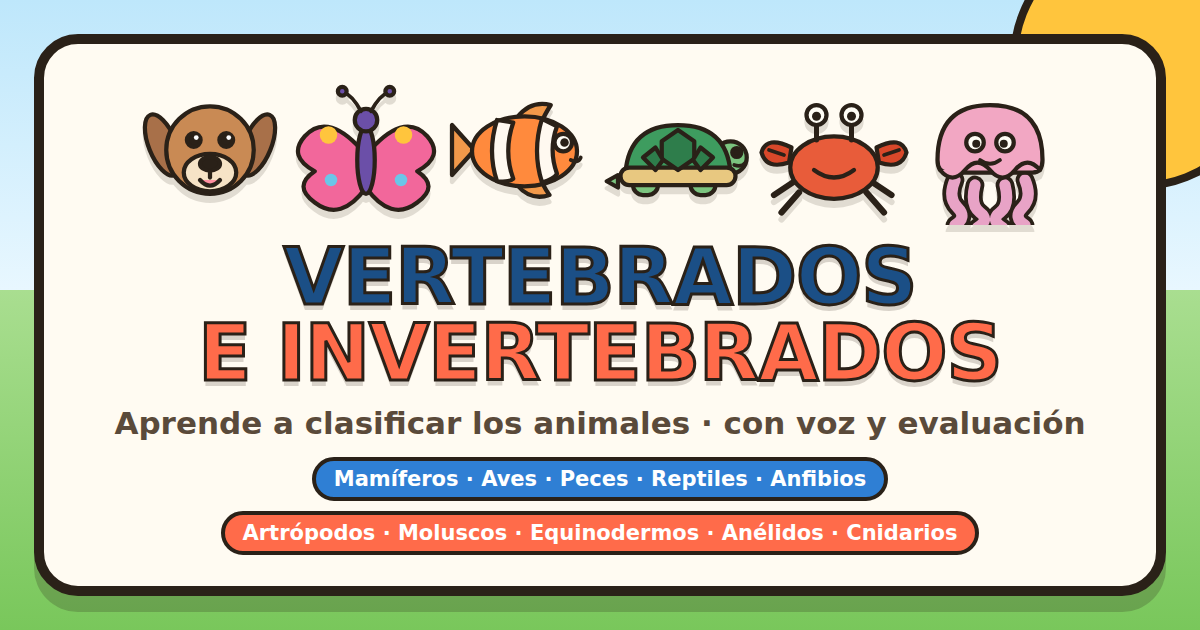 VERTEBRADOS
E INVERTEBRADOS
Aprende a clasificar los animales · con voz y evaluación
Mamíferos · Aves · Peces · Reptiles · Anfibios
Artrópodos · Moluscos · Equinodermos · Anélidos · Cnidarios